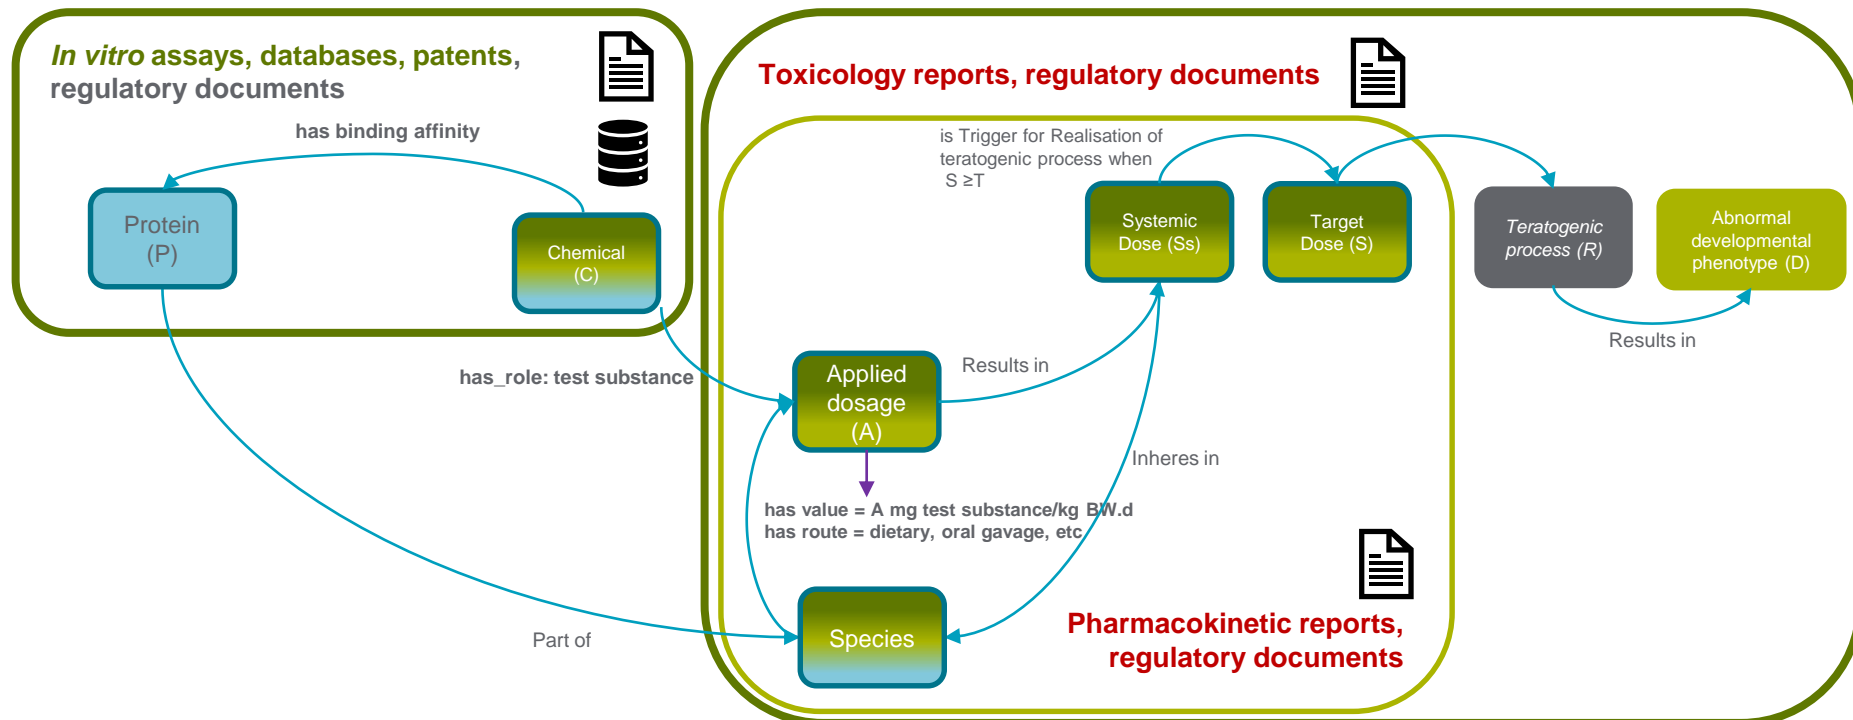 In vitro assays, databases, patents,
regulatory documents
has binding affinity
Protein
(P)
Chemical
(C)
has_role: test substance
Part of
Toxicology reports, regulatory documents
is Trigger for Realisation of
teratogenic process when
S ≥T
Systemic
Dose (Ss)
Target
Dose (S)
Teratogenic
process (R)
Abnormal
developmental
phenotype (D)
Results in
Applied
dosage
(A)
Results in
Inheres in
has value = A mg test substance/kg BW.d
has route = dietary, oral gavage, etc
Species
Pharmacokinetic reports,
regulatory documents